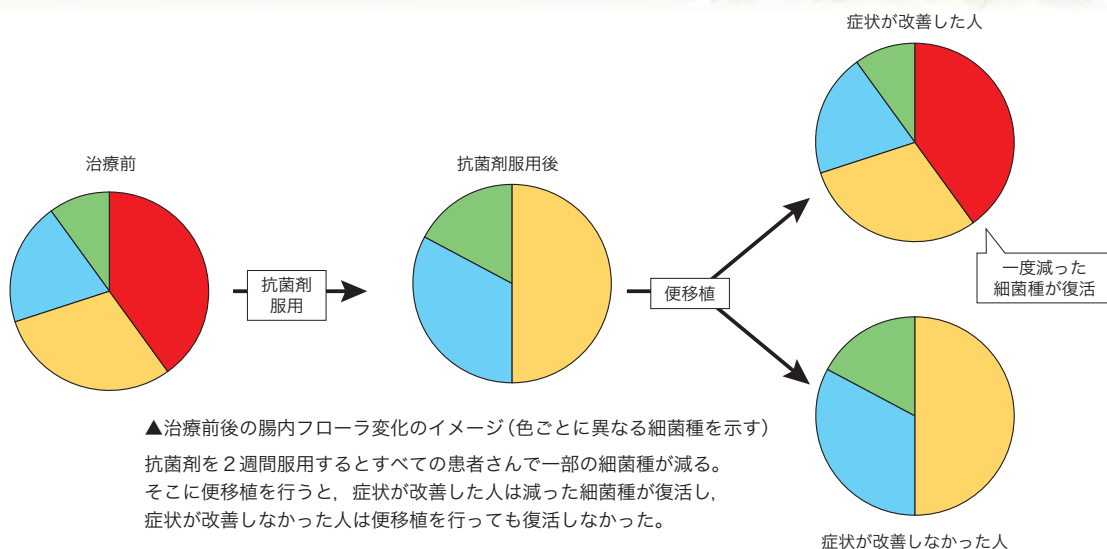 症状が改善した人
治療前
抗菌剤服用後
抗菌剤
服用
便移植
一度減った
細菌種が復活
▲治療前後の腸内フローラ変化のイメージ(色ごとに異なる細菌種を示す)
抗菌剤を2週間服用するとすべての患者さんで一部の細菌種が減る。
そこに便移植を行うと，症状が改善した人は減った細菌種が復活し，
症状が改善しなかった人は便移植を行っても復活しなかった。
症状が改善しなかった人